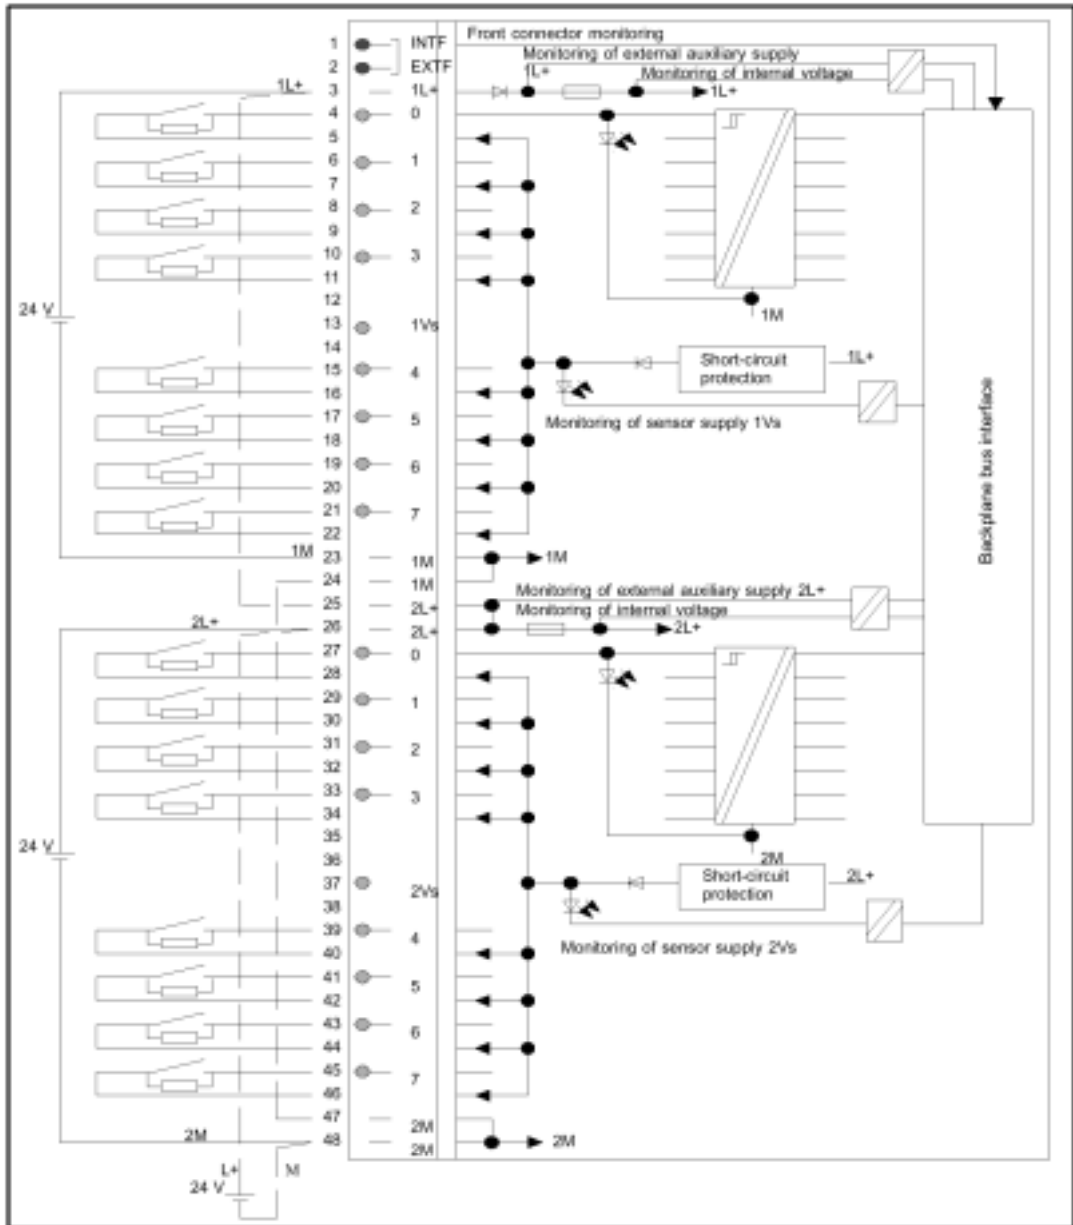 Front connector monitoring
1 INTF
Monitoring of external auxiliary supply
2 EXTF
1L+
Monitoring of internal voltage
1L+ 3 1L+
1L+
4 0
5
6 1
7
8 2
9
10 3
11
12
24 V
1M
13 1Vs
14
Short-circuit
protection
1L+
15 4
16
Monitoring of sensor supply 1Vs
17 5
18
Backplane bus interface
19 6
20
21 7
22
1M 23 1M
1M
24 1M
Monitoring of external auxiliary supply 2L+
25 2L+
Monitoring of internal voltage
2L+ 26 2L+
2L+
27 0
28
29 1
30
31 2
32
33 3
34
35
24 V
36
2M
37 2Vs
Short-circuit
protection
2L+
38
39 4
40
Monitoring of sensor supply 2Vs
41 5
42
43 6
44
45 7
46
47 2M
2M 48 2M
2M
L+ M
24 V